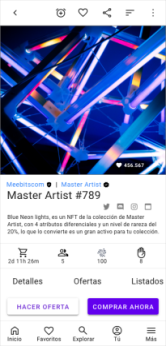 456.567
Meebitscom | Master Artist
Master Artist #789
Blue Neon lights, es un NFT de la colección de Master
Artist, con 4 atributos diferenciales y un nivel de rareza del
20%, lo que lo convierte es un gran activo para tu colección.
2d 11h 26m 5 100 8
Detalles Ofertas Listados
HACER OFERTA COMPRAR AHORA
Inicio Favoritos Explorar Tú Más